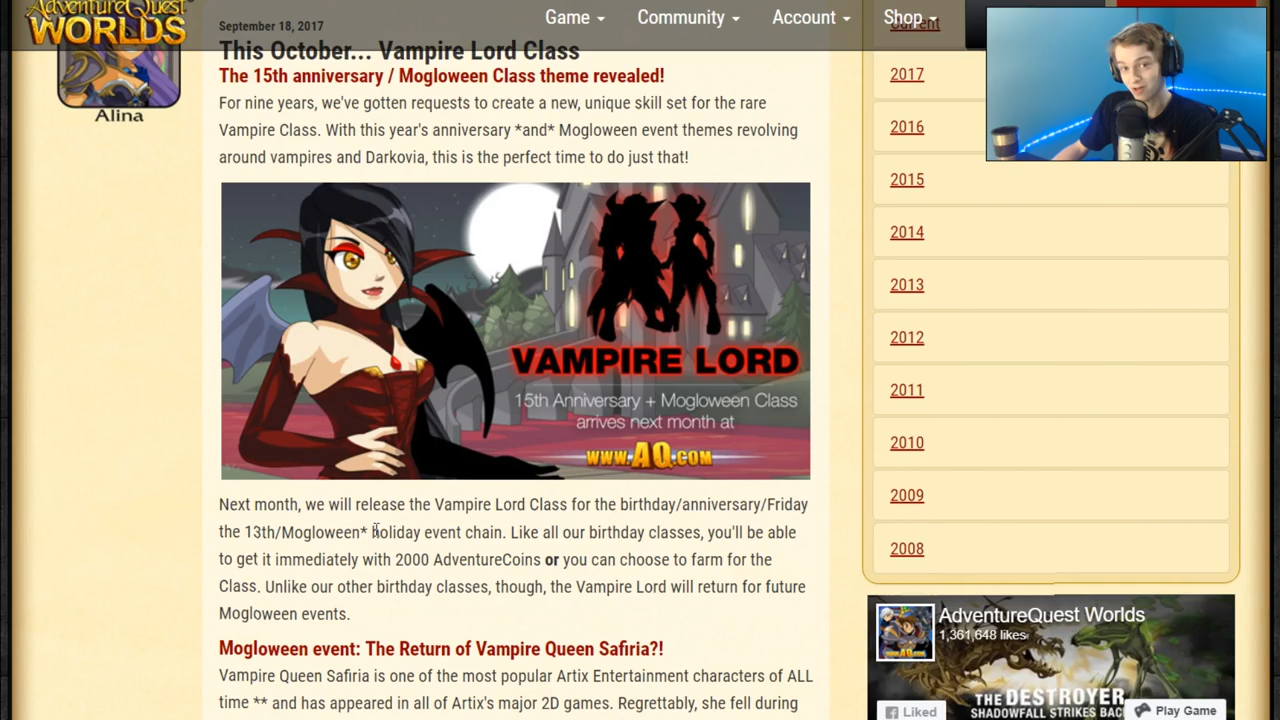 AdventureQuest
WORLDS
Game
Community
Account
Shop
Alina
September 18, 2017
This October... Vampire Lord Class
The 15th anniversary / Mogloween Class theme revealed!
For nine years, we've gotten requests to create a new, unique skill set for the rare
Vampire Class. With this year's anniversary *and* Mogloween event themes revolving
around vampires and Darkovia, this is the perfect time to do just that!
VAMPIRE LORD
15th Anniversary + Mogloween Class
arrives next month at
www.AQ.com
Next month, we will release the Vampire Lord Class for the birthday/anniversary/Friday
the 13th/Mogloween* holiday event chain. Like all our birthday classes, you'll be able
to get it immediately with 2000 AdventureCoins or you can choose to farm for the
Class. Unlike our other birthday classes, though, the Vampire Lord will return for future
Mogloween events.
Mogloween event: The Return of Vampire Queen Safiria?!
Vampire Queen Safiria is one of the most popular Artix Entertainment characters of ALL
time ** and has appeared in all of Artix's major 2D games. Regrettably, she fell during
Current
2017
2016
2015
2014
2013
2012
2011
2010
2009
2008
AdventureQuest Worlds
1,361,648 likes
THE DESTROYER
SHADOWFALL STRIKES BAC
Liked
Play Game